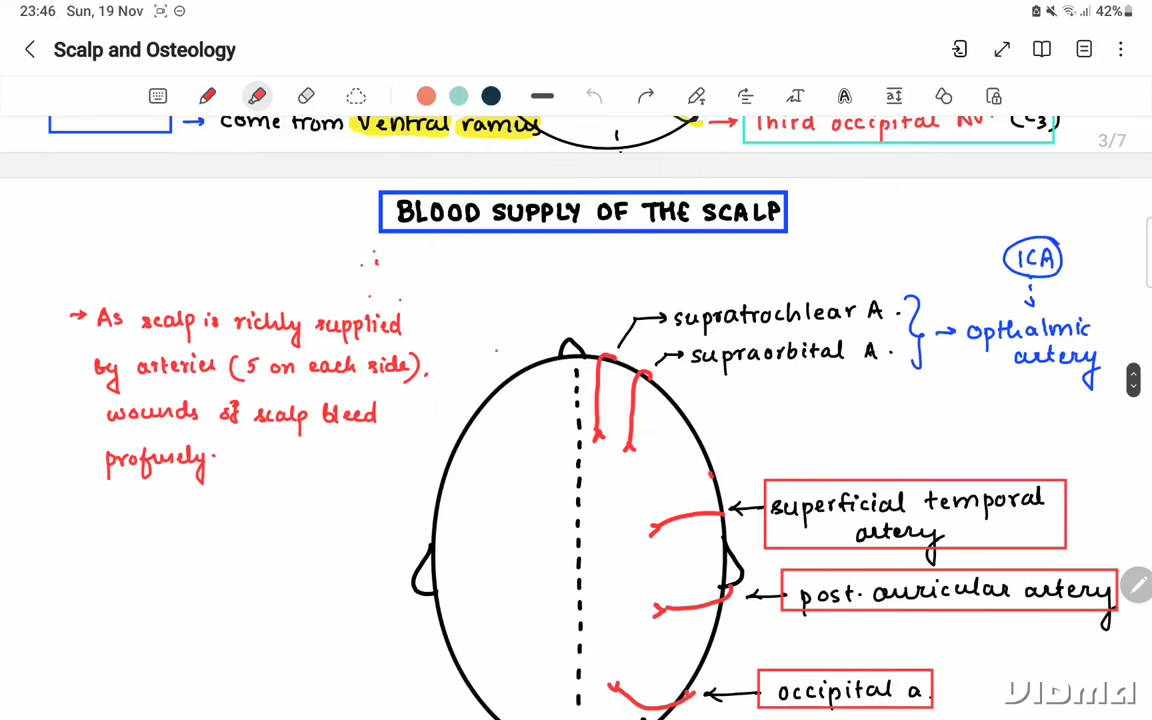 23:46 Sun, 19 Nov
42%
Scalp and Osteology
come from Ventral ramus
Third occipital Nv. (C3)
3/7
BLOOD SUPPLY OF THE SCALP
ICA
→ As scalp is richly supplied
by arteries (5 on each side),
wounds of scalp bleed
profusely.
→ supratrochlear A.
→ supraorbital A.
→ opthalmic
artery
superficial temporal
artery
post. auricular artery
occipital a.
VIDMA